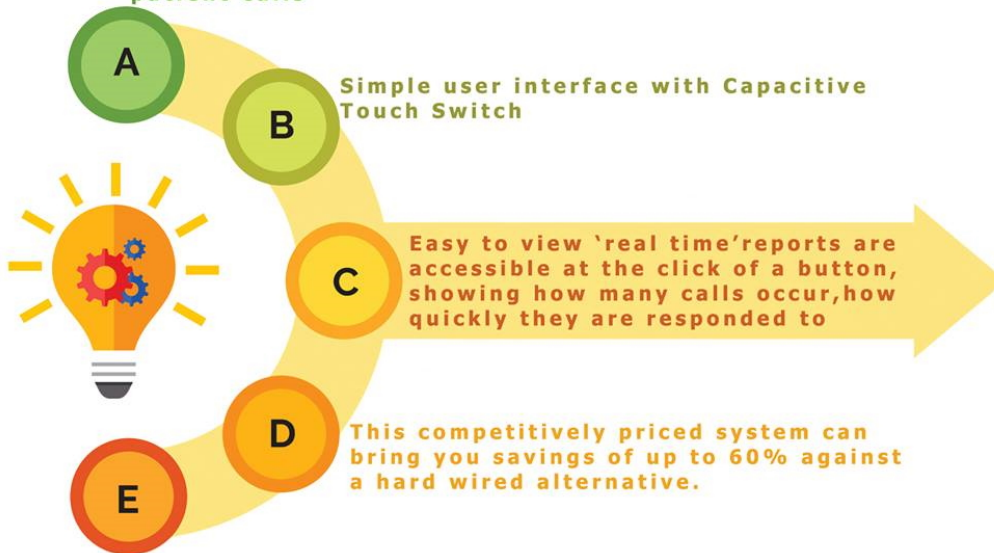 A
B
Simple user interface with Capacitive
Touch Switch
C
Easy to view ‘real time’reports are
accessible at the click of a button,
showing how many calls occur,how
quickly they are responded to
D
This competitively priced system can
bring you savings of up to 60% against
a hard wired alternative.
E